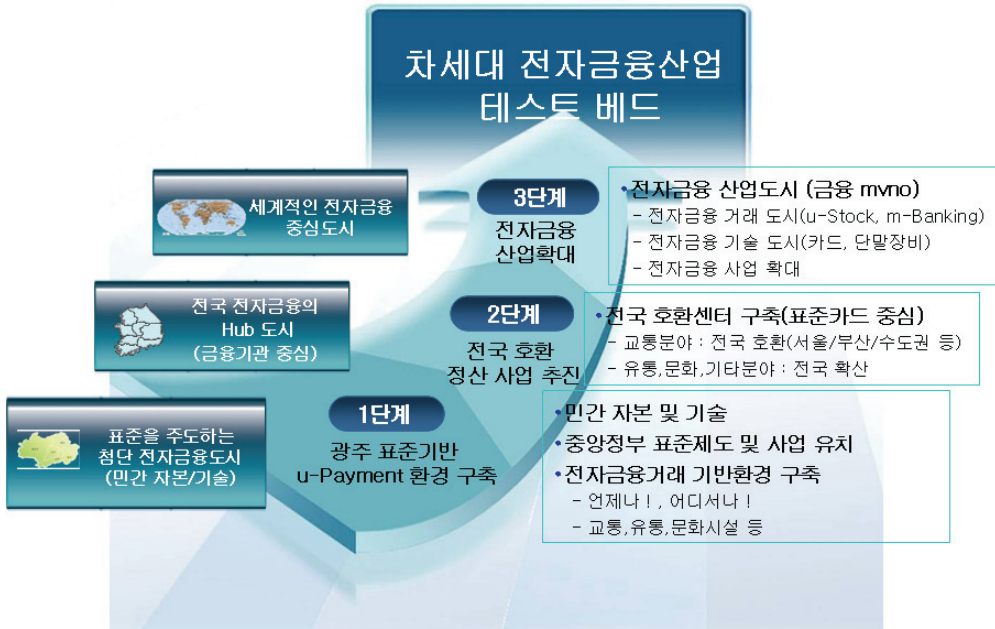 차세대 전자금융산업
테스트 베드
세계적인 전자금융
중심도시
3단계
전자금융
산업확대
•전자금융 산업도시 (금융 mvno)
- 전자금융 거래 도시(u-Stock, m-Banking)
- 전자금융 기술 도시(카드, 단말장비)
- 전자금융 사업 확대
전국 전자금융의
Hub 도시
(금융기관 중심)
2단계
전국 호환
정산 사업 추진
•전국 호환센터 구축(표준카드 중심)
- 교통분야 : 전국 호환(서울/부산/수도권 등)
- 유통,문화,기타분야 : 전국 확산
표준을 주도하는
첨단 전자금융도시
(민간 자본/기술)
1단계
광주 표준기반
u-Payment 환경 구축
•민간 자본 및 기술
•중앙정부 표준제도 및 사업 유치
•전자금융거래 기반환경 구축
- 언제나 ! , 어디서나 !
- 교통,유통,문화시설 등